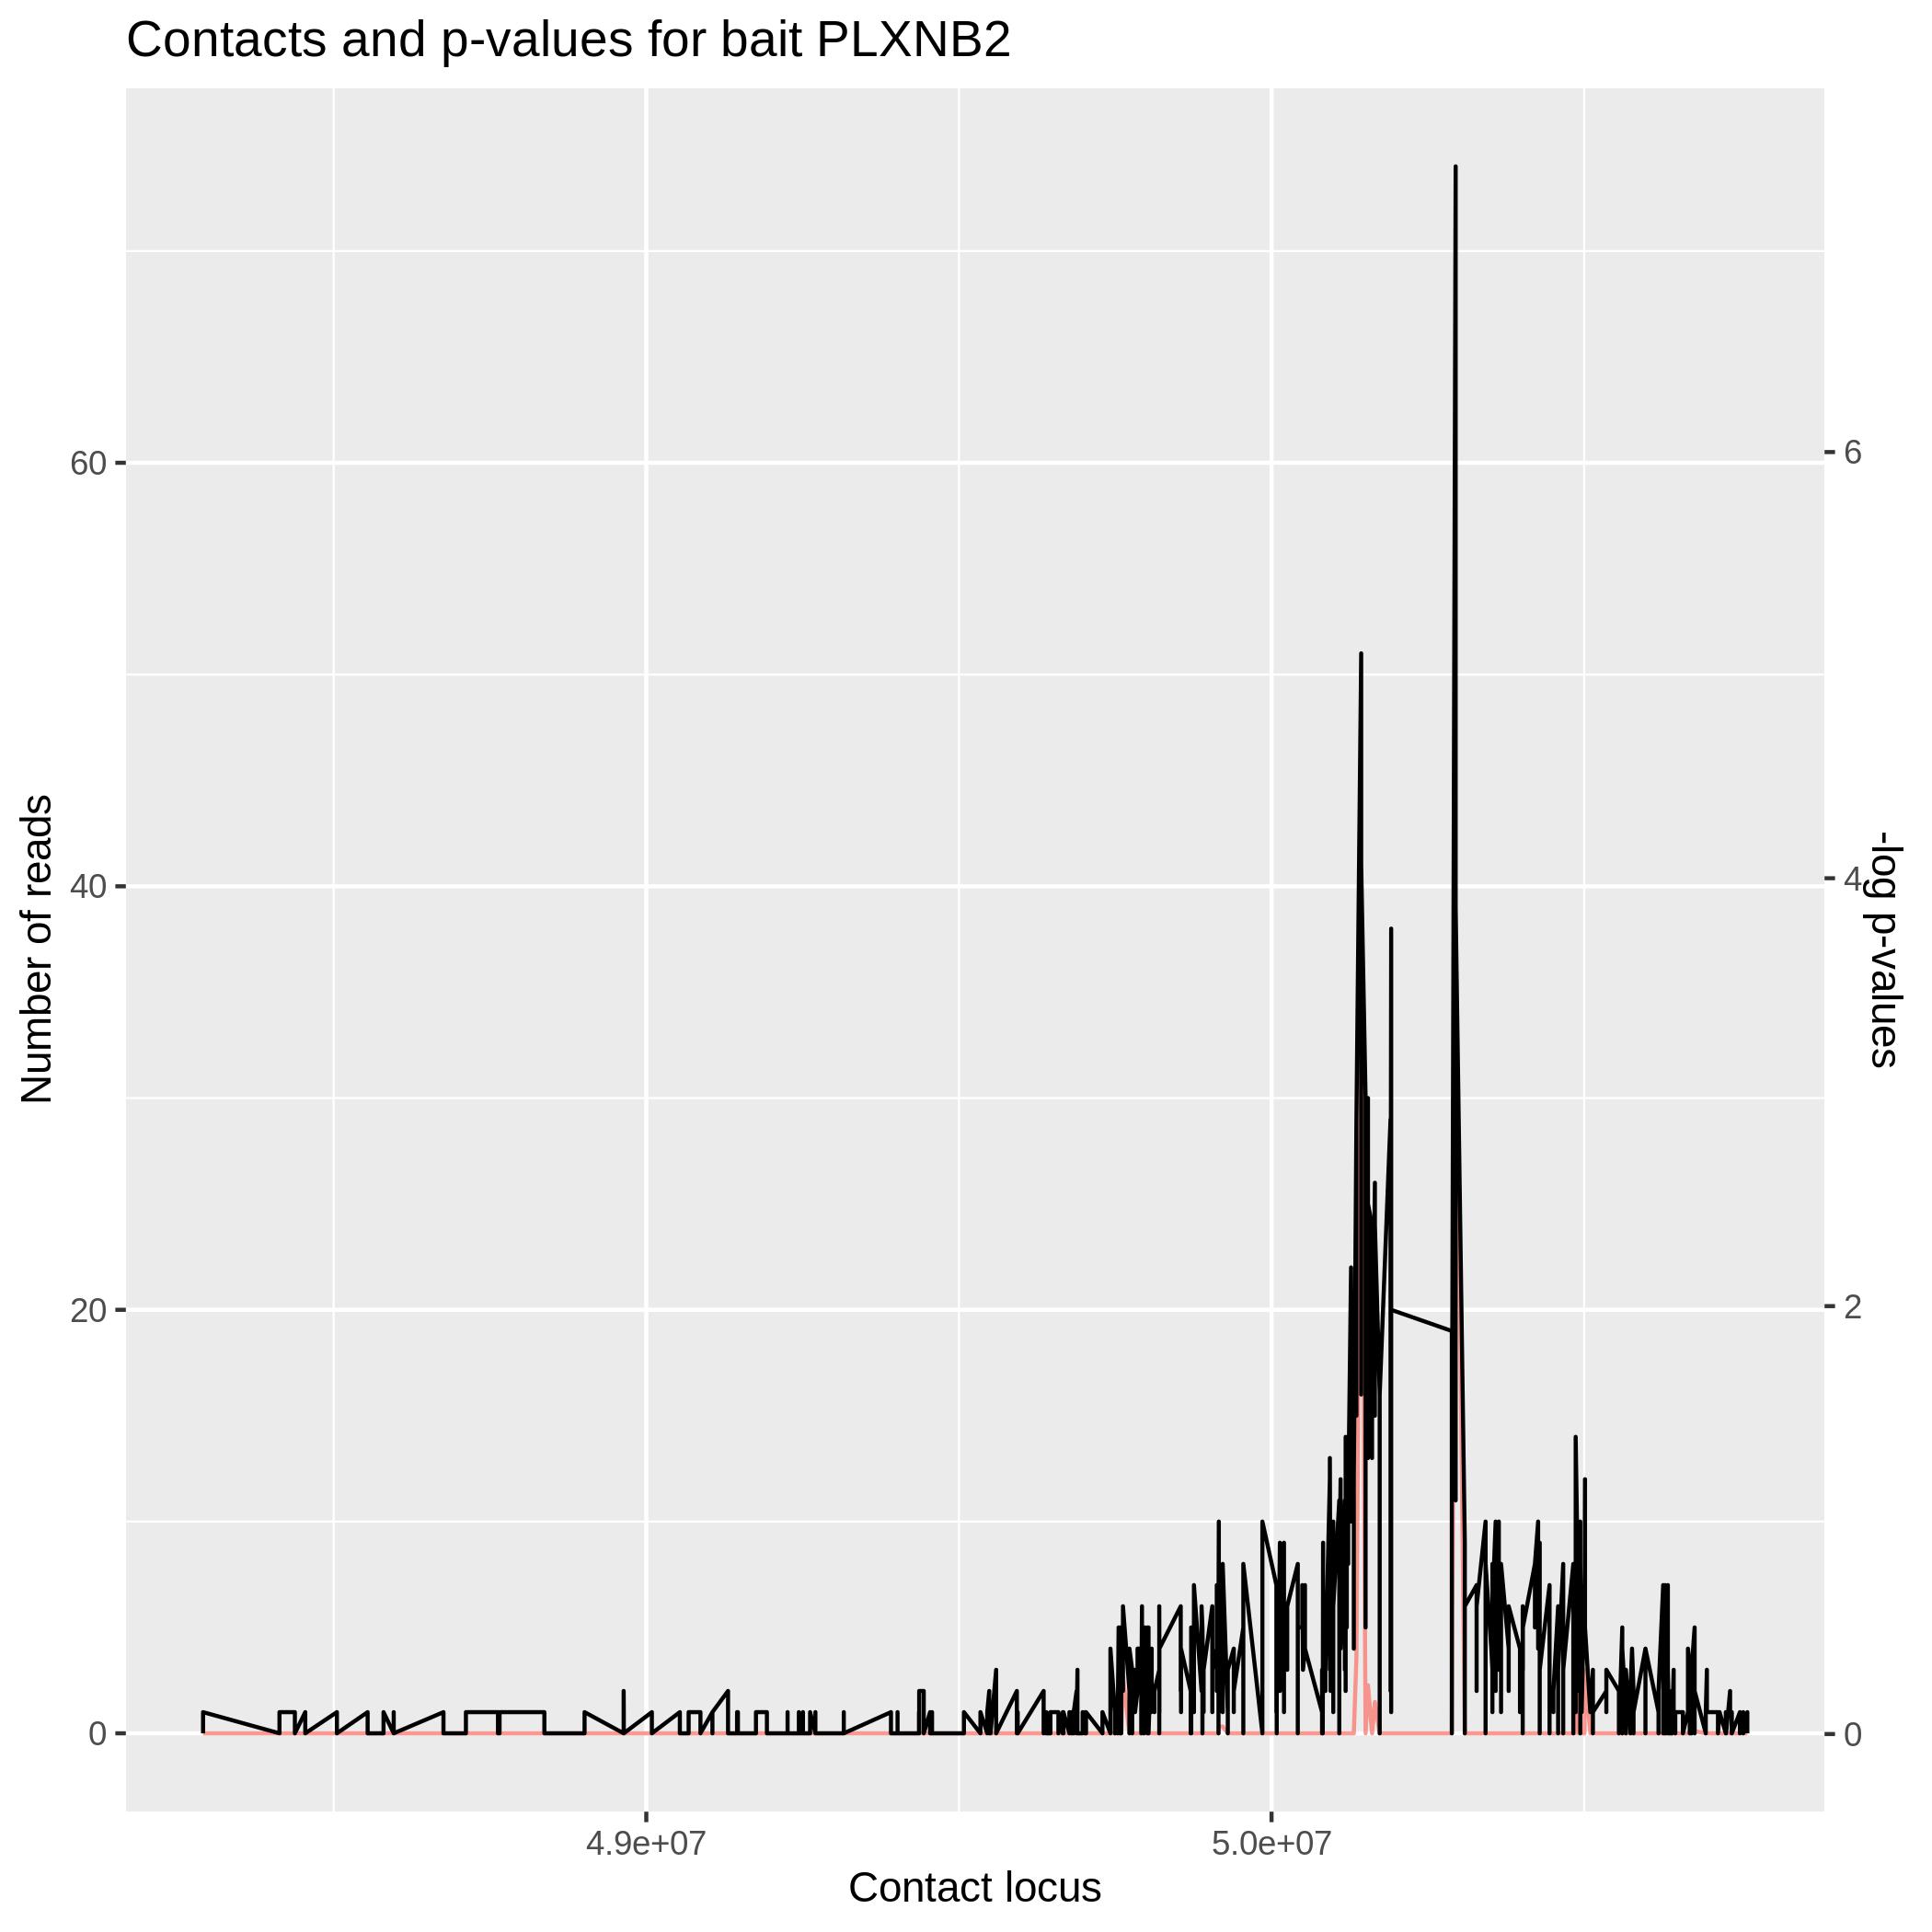 Contacts and p-values for bait PLXNB2
Number of reads
60
40
20
0
6
4
2
0
-log p-values
4.9e+07
5.0e+07
Contact locus